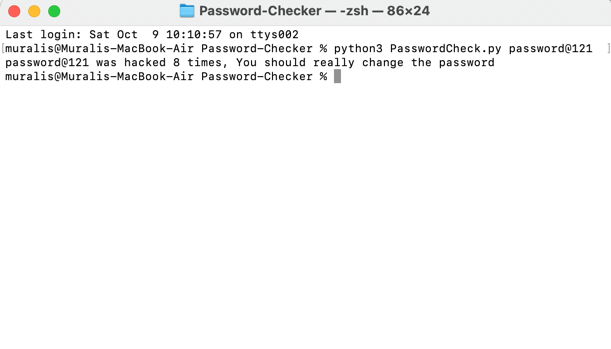 Password-Checker — -zsh — 86×24
Last login: Sat Oct  9 10:10:57 on ttys002
[muralis@Muralis-MacBook-Air Password-Checker % python3 PasswordCheck.py password@121 ]
password@121 was hacked 8 times, You should really change the password
muralis@Muralis-MacBook-Air Password-Checker %